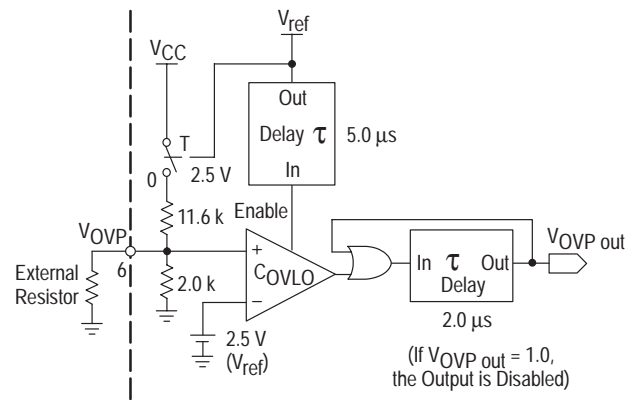 Vref
VCC
Out
Delay τ
5.0 µs
In
T
0
2.5 V
11.6 k
Enable
VOVP
6
External
Resistor
2.0 k
+
COVLO
–
2.5 V
(Vref)
In τ Out
Delay
2.0 µs
VOVP out
(If VOVP out = 1.0,
the Output is Disabled)